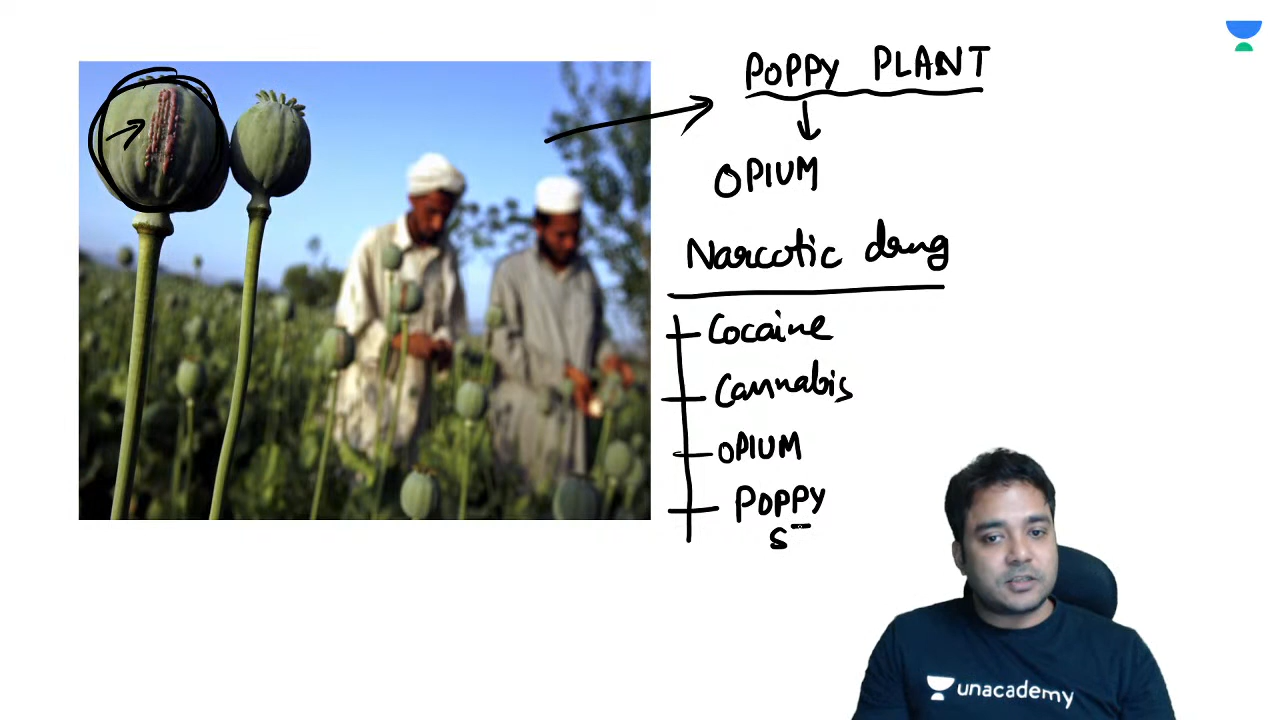 POPPY PLANT
OPIUM
Narcotic drug
Cocaine
Cannabis
OPIUM
POPPY
S
unacademy